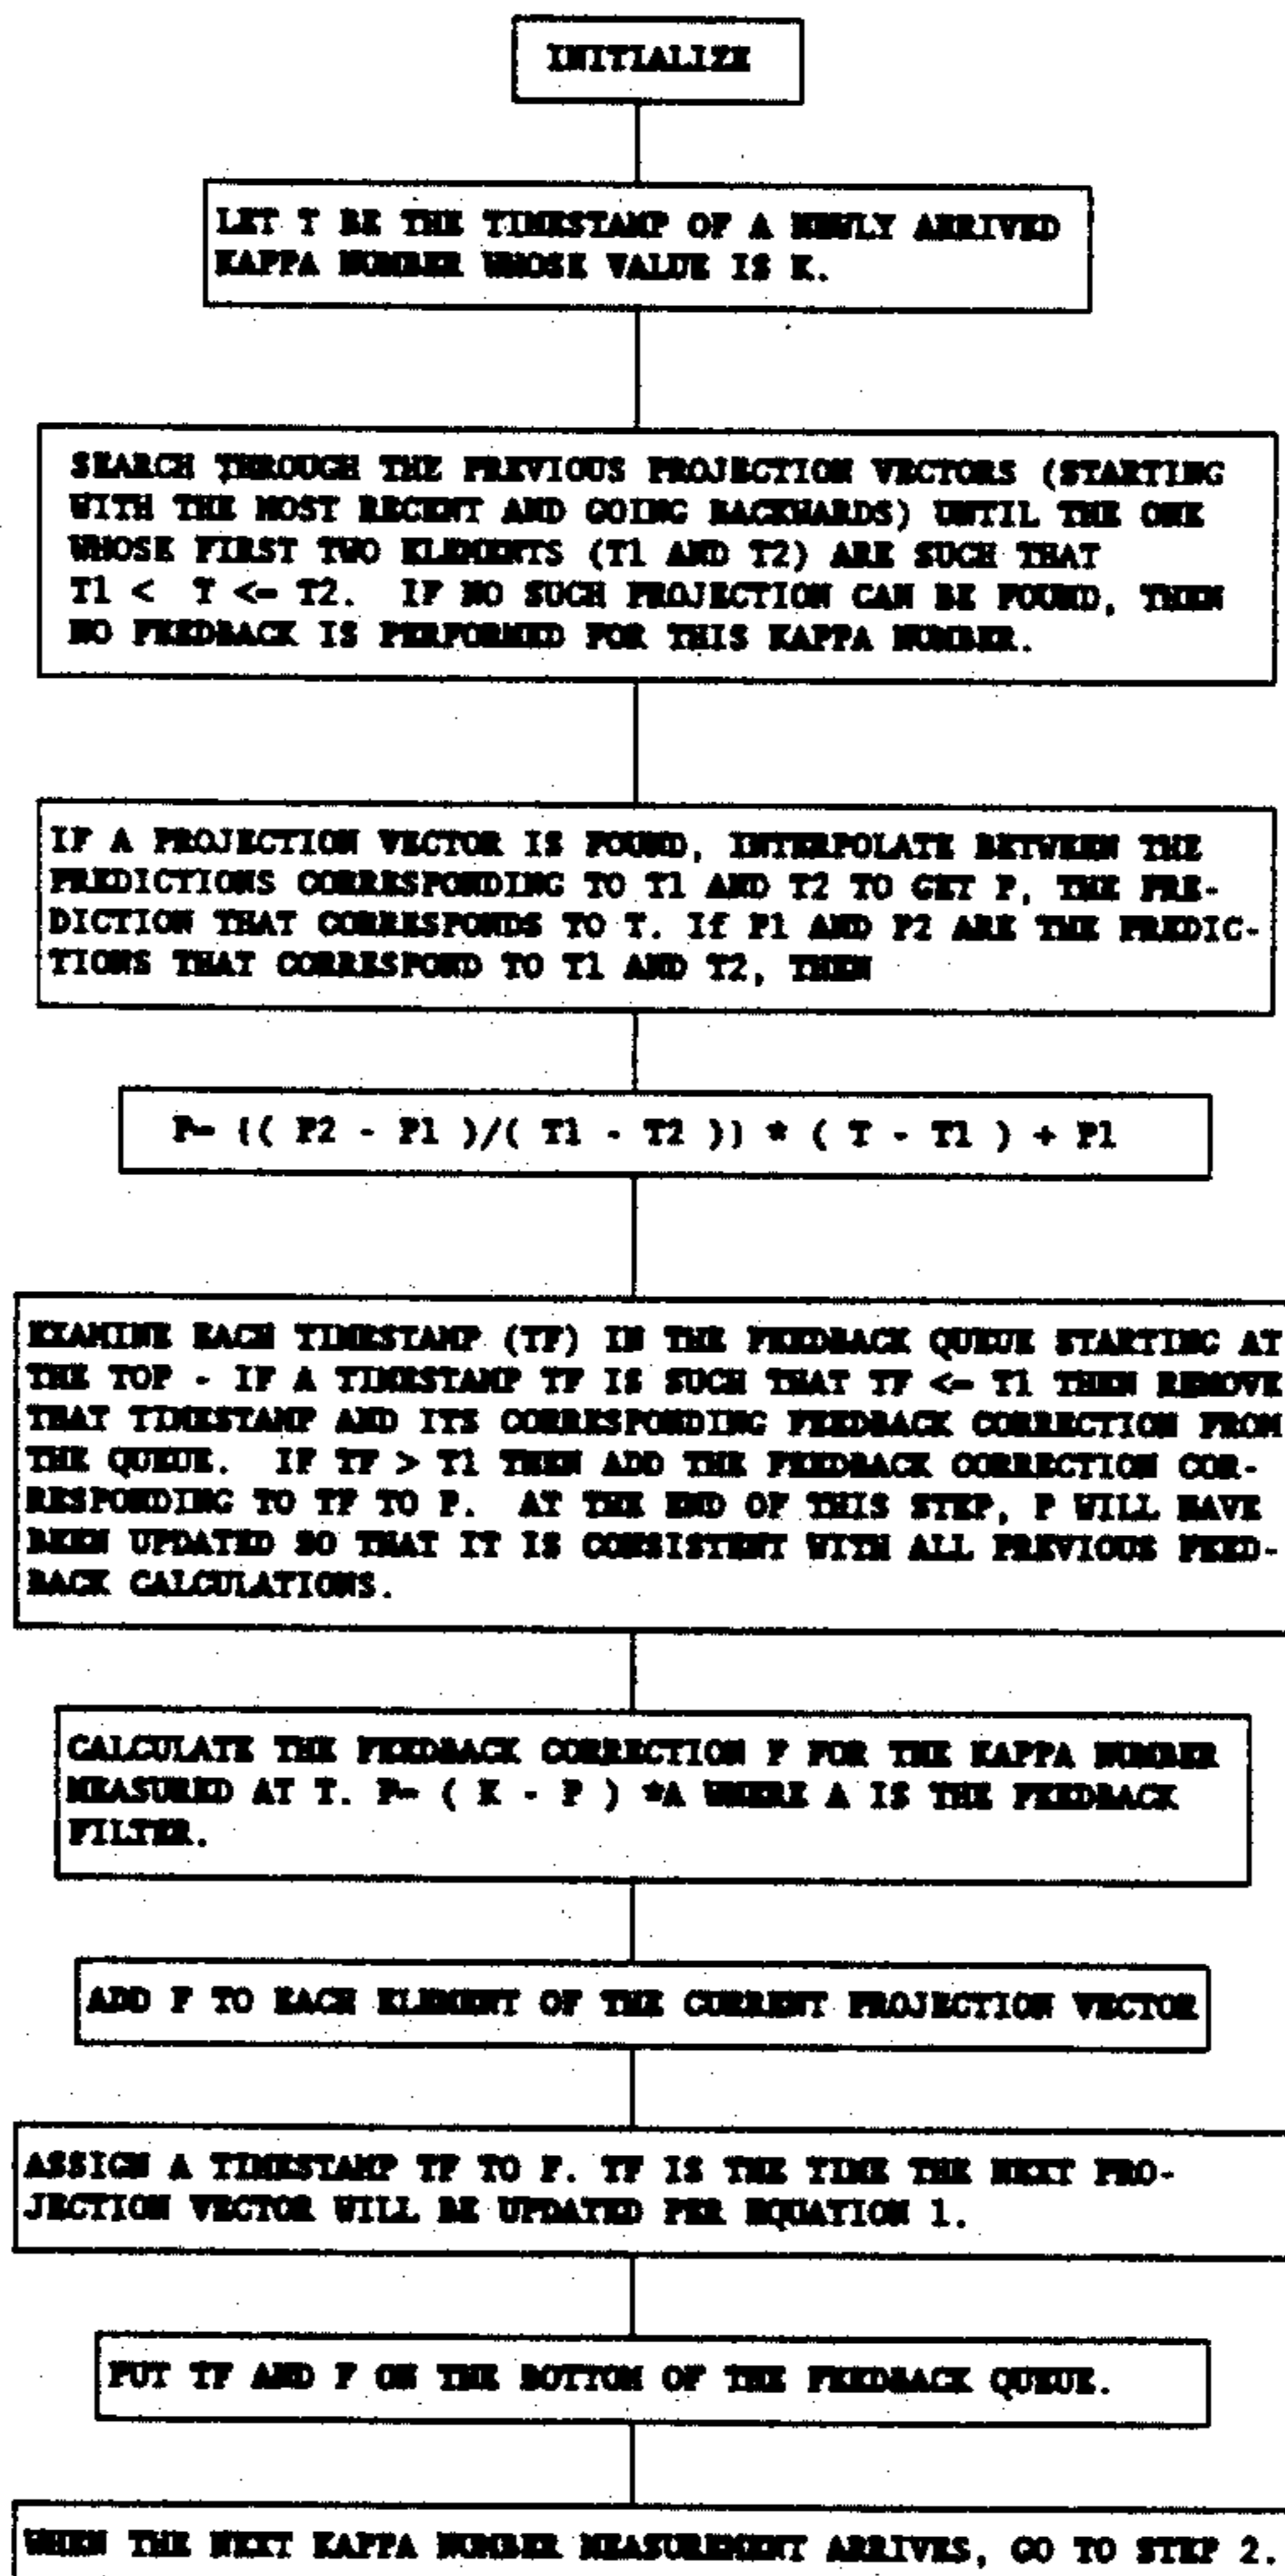 INITIALIZE
LET T BE THE TIMESTAMP OF A NEWLY ARRIVED
KAPPA NUMBER WHOSE VALUE IS K.
SEARCH THROUGH THE PREVIOUS PROJECTION VECTORS (STARTING
WITH THE MOST RECENT AND GOING BACKWARDS) UNTIL THE ONE
WHOSE FIRST TWO ELEMENTS (T1 AND T2) ARE SUCH THAT
T1 < T <= T2. IF NO SUCH PROJECTION CAN BE FOUND, THEN
NO FEEDBACK IS PERFORMED FOR THIS KAPPA NUMBER.
IF A PROJECTION VECTOR IS FOUND, INTERPOLATE BETWEEN THE
PREDICTIONS CORRESPONDING TO T1 AND T2 TO GET P, THE PRE-
DICTION THAT CORRESPONDS TO T. If P1 AND P2 ARE THE PREDIC-
TIONS THAT CORRESPOND TO T1 AND T2, THEN
P= {( P2 - P1 )/( T1 - T2 )} * ( T - T1 ) + P1
EXAMINE EACH TIMESTAMP (TF) IN THE FEEDBACK QUEUE STARTING AT
THE TOP - IF A TIMESTAMP TF IS SUCH THAT TF <= T1 THEN REMOVE
THAT TIMESTAMP AND ITS CORRESPONDING FEEDBACK CORRECTION FROM
THE QUEUE. IF TF > T1 THEN ADD THE FEEDBACK CORRECTION COR-
RESPONDING TO TF TO P. AT THE END OF THIS STEP, P WILL HAVE
BEEN UPDATED SO THAT IT IS CONSISTENT WITH ALL PREVIOUS FEED-
BACK CALCULATIONS.
CALCULATE THE FEEDBACK CORRECTION F FOR THE KAPPA NUMBER
MEASURED AT T. F= ( K - P ) *A WHERE A IS THE FEEDBACK
FILTER.
ADD F TO EACH ELEMENT OF THE CURRENT PROJECTION VECTOR
ASSIGN A TIMESTAMP TF TO F. TF IS THE TIME THE NEXT PRO-
JECTION VECTOR WILL BE UPDATED PER EQUATION 1.
PUT TF AND F ON THE BOTTOM OF THE FEEDBACK QUEUE.
WHEN THE NEXT KAPPA NUMBER MEASUREMENT ARRIVES, GO TO STEP 2.